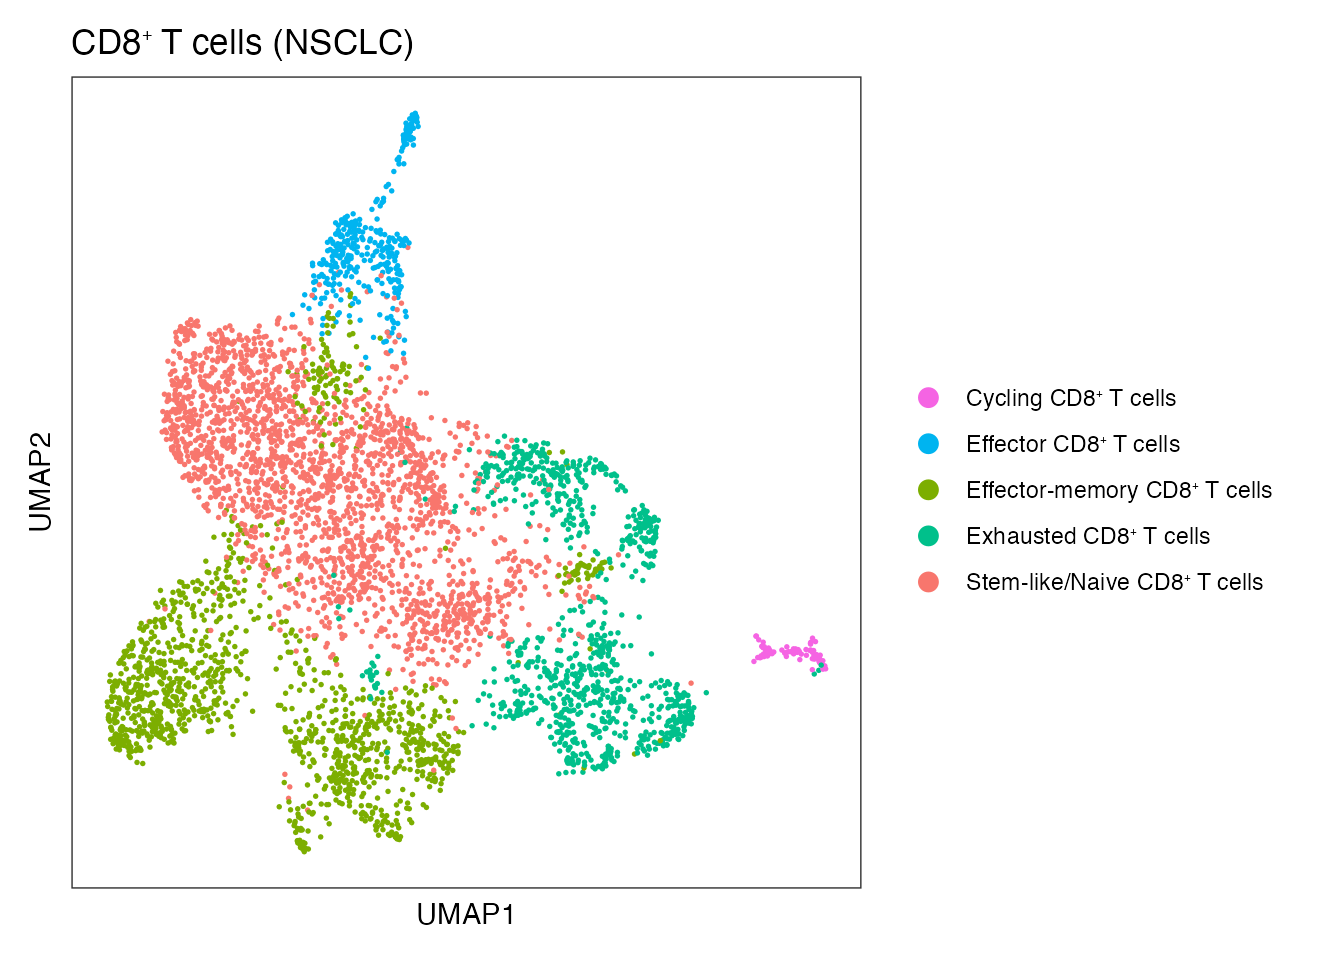 CD8⁺ T cells (NSCLC)
UMAP2
UMAP1
Cycling CD8⁺ T cells
Effector CD8⁺ T cells
Effector-memory CD8⁺ T cells
Exhausted CD8⁺ T cells
Stem-like/Naive CD8⁺ T cells